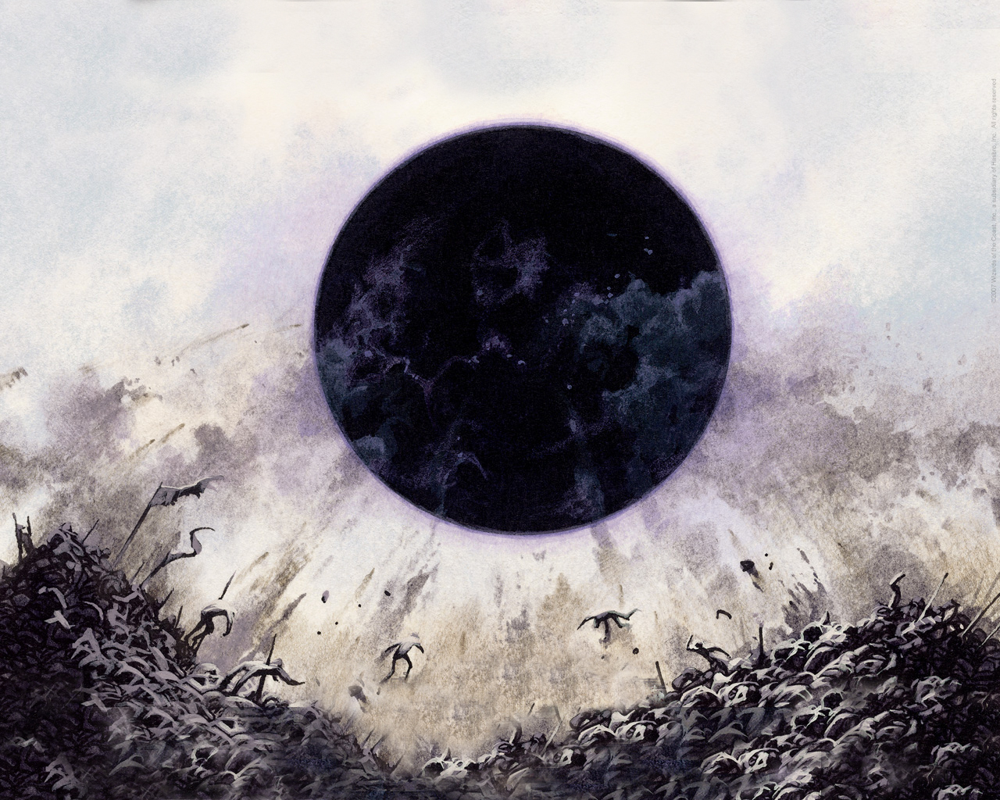 ©2007 Wizards of the Coast, Inc., a subsidiary of Hasbro, Inc. All rights reserved